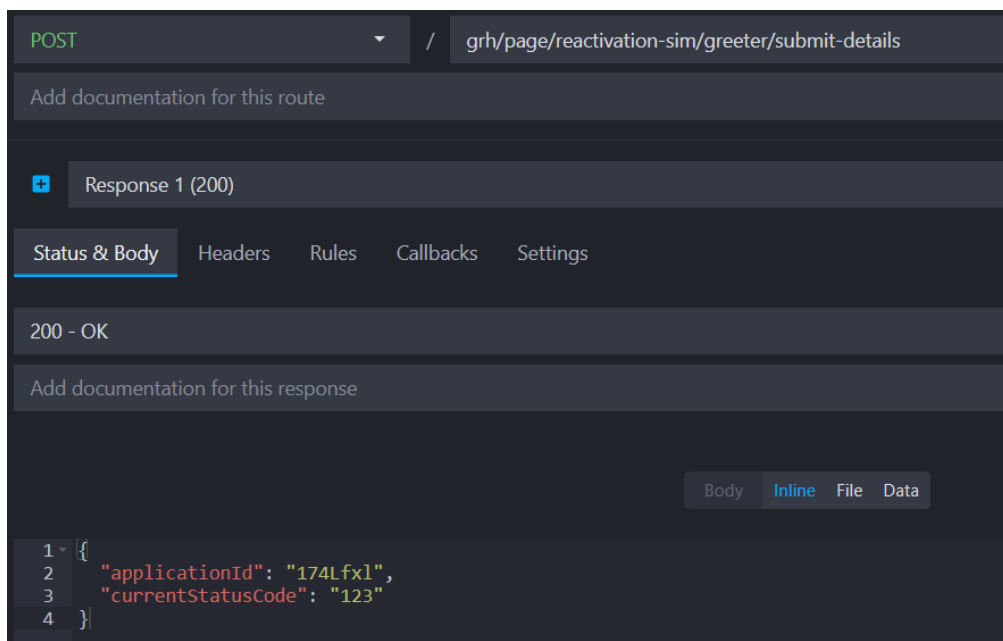 POST / grh/page/reactivation-sim/greeter/submit-details
Add documentation for this route
Response 1 (200)
Status & Body Headers Rules Callbacks Settings
200 - OK
Add documentation for this response
Body Inline File Data
1 {
2 "applicationId": "174Lfxl",
3 "currentStatusCode": "123"
4 }